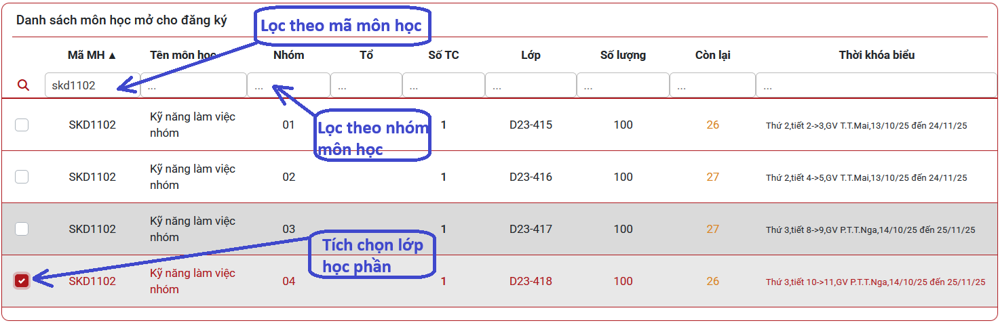 Danh sách môn học mở cho đăng ký
Lọc theo mã môn học
Mã MH ▲ Tên môn học Nhóm Tổ Số TC Lớp Số lượng Còn lại Thời khóa biểu
skd1102 ... ... ... ... ... ... ... ...
SKD1102 Kỹ năng làm việc nhóm 01 1 D23-415 100 26 Thứ 2,tiết 2->3,GV T.T.Mai,13/10/25 đến 24/11/25
Lọc theo nhóm
môn học
SKD1102 Kỹ năng làm việc nhóm 02 1 D23-416 100 27 Thứ 2,tiết 4->5,GV T.T.Mai,13/10/25 đến 24/11/25
SKD1102 Kỹ năng làm việc nhóm 03 1 D23-417 100 27 Thứ 3,tiết 8->9,GV P.T.T.Nga,14/10/25 đến 25/11/25
Tích chọn lớp
học phần
SKD1102 Kỹ năng làm việc nhóm 04 1 D23-418 100 26 Thứ 3,tiết 10->11,GV P.T.T.Nga,14/10/25 đến 25/11/25